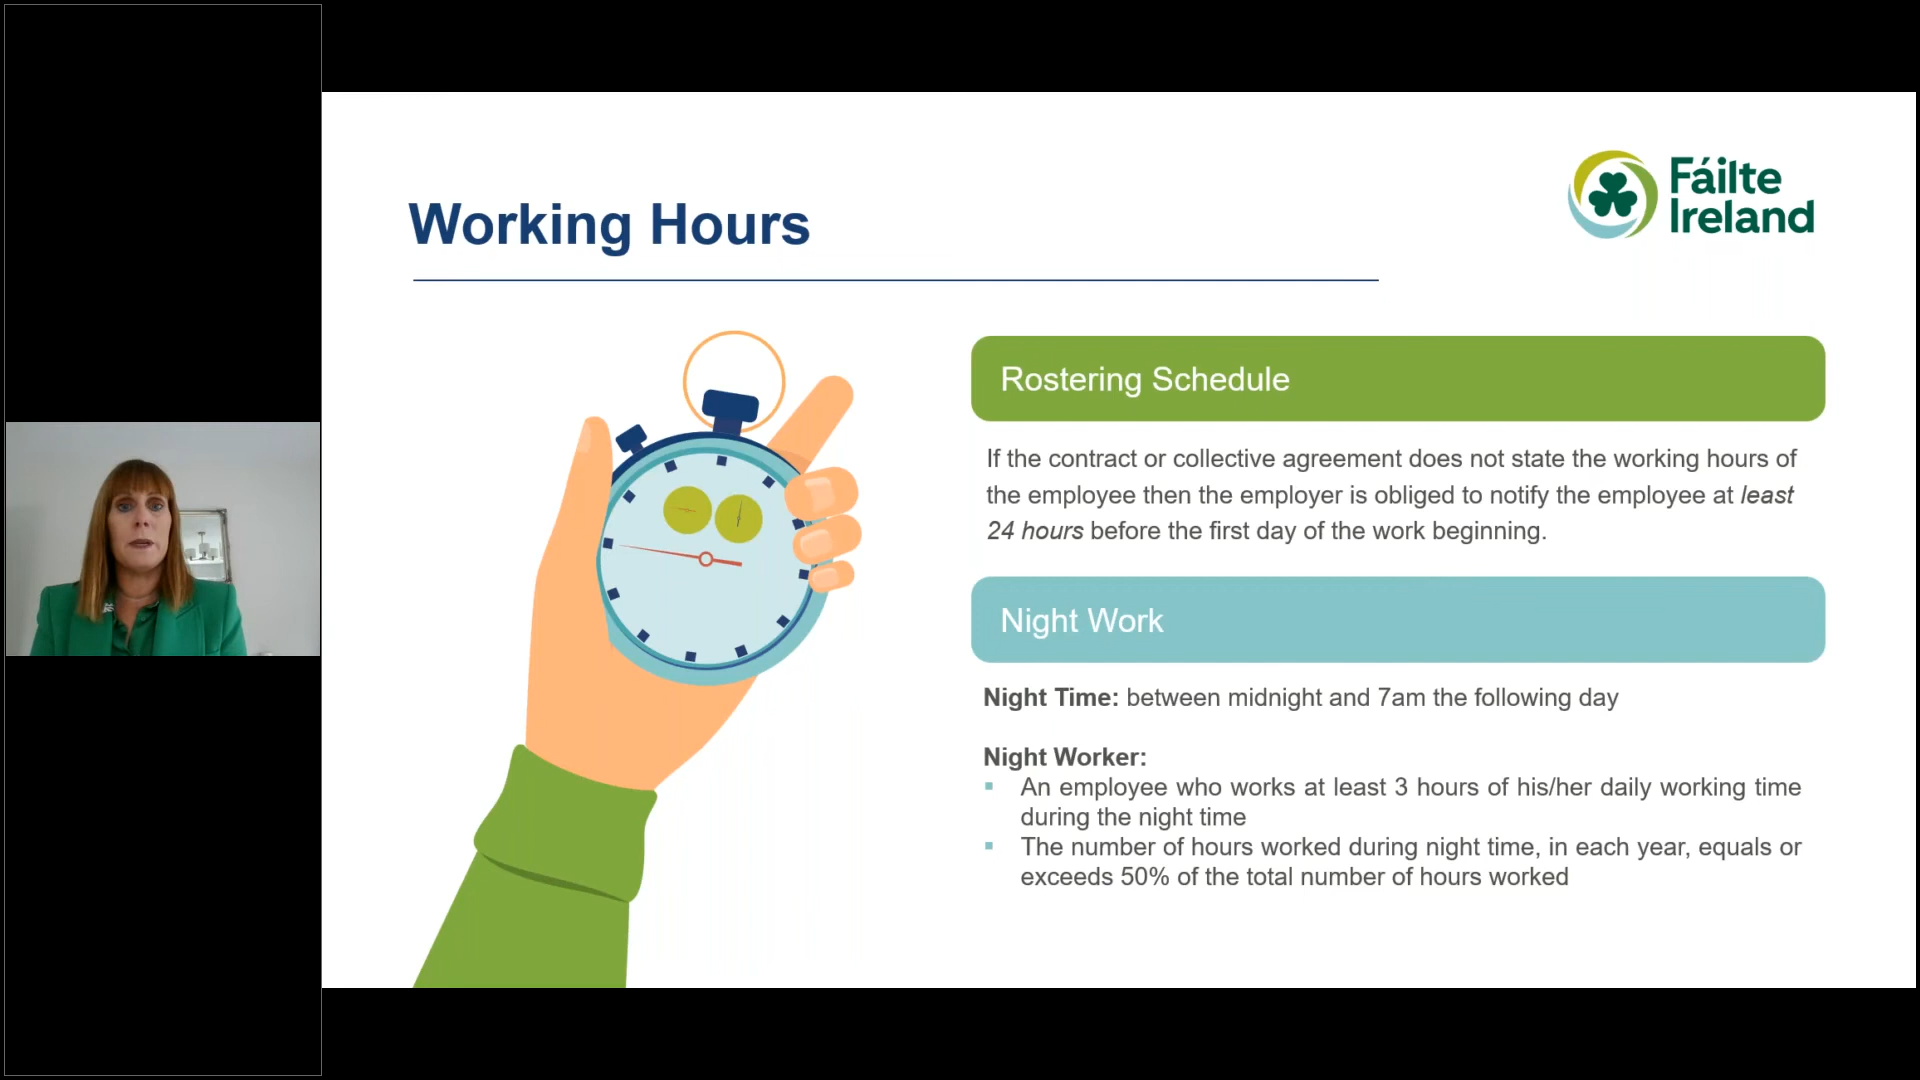 Working Hours
Fáilte
Ireland
Rostering Schedule
If the contract or collective agreement does not state the working hours of
the employee then the employer is obliged to notify the employee at least
24 hours before the first day of the work beginning.
Night Work
Night Time: between midnight and 7am the following day
Night Worker:
▪ An employee who works at least 3 hours of his/her daily working time
during the night time
▪ The number of hours worked during night time, in each year, equals or
exceeds 50% of the total number of hours worked